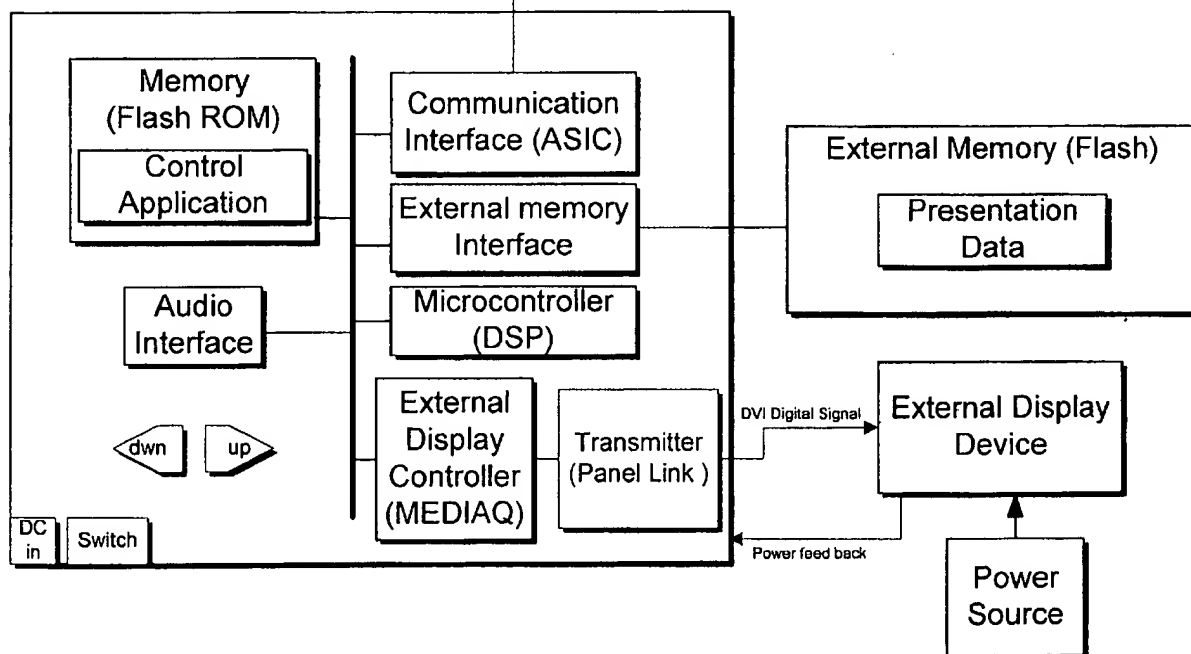 Memory
(Flash ROM)
Control
Application
Communication
Interface (ASIC)
External memory
Interface
Audio
Interface
Microcontroller
(DSP)
External
Display
Controller
(MEDIAQ)
Transmitter
(Panel Link )
dwn
up
DC
in
Switch
External Memory (Flash)
Presentation
Data
DVI Digital Signal
External Display
Device
Power feed back
Power
Source